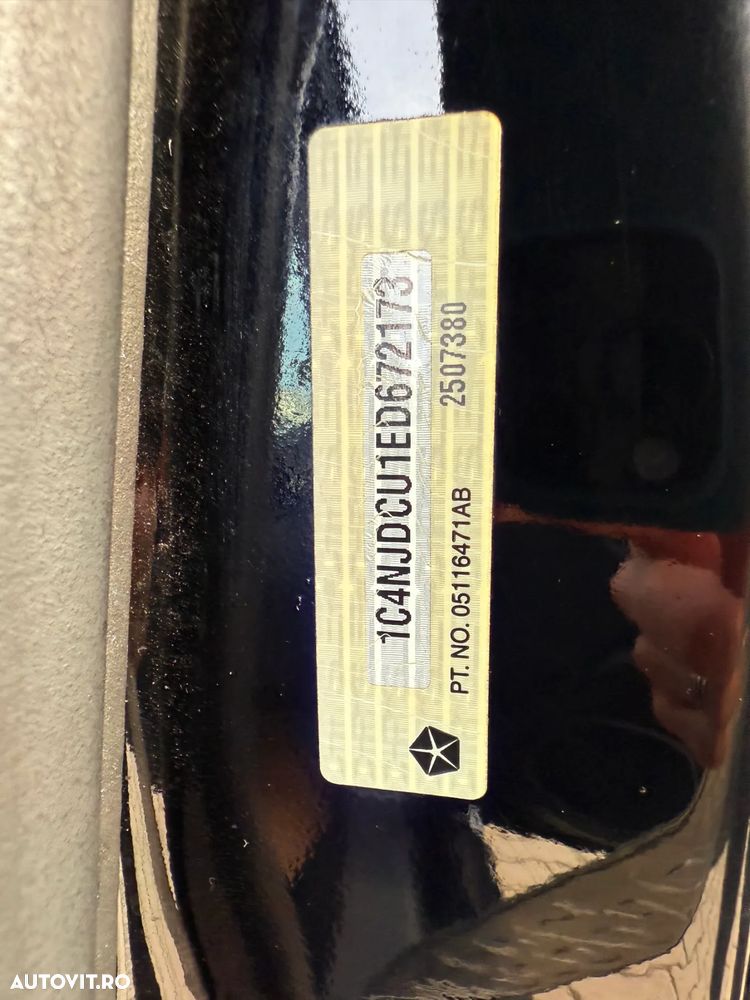 1C4NJDCU1ED672173
2507380
PT. NO. 05116471AB
AUTOVIT.RO